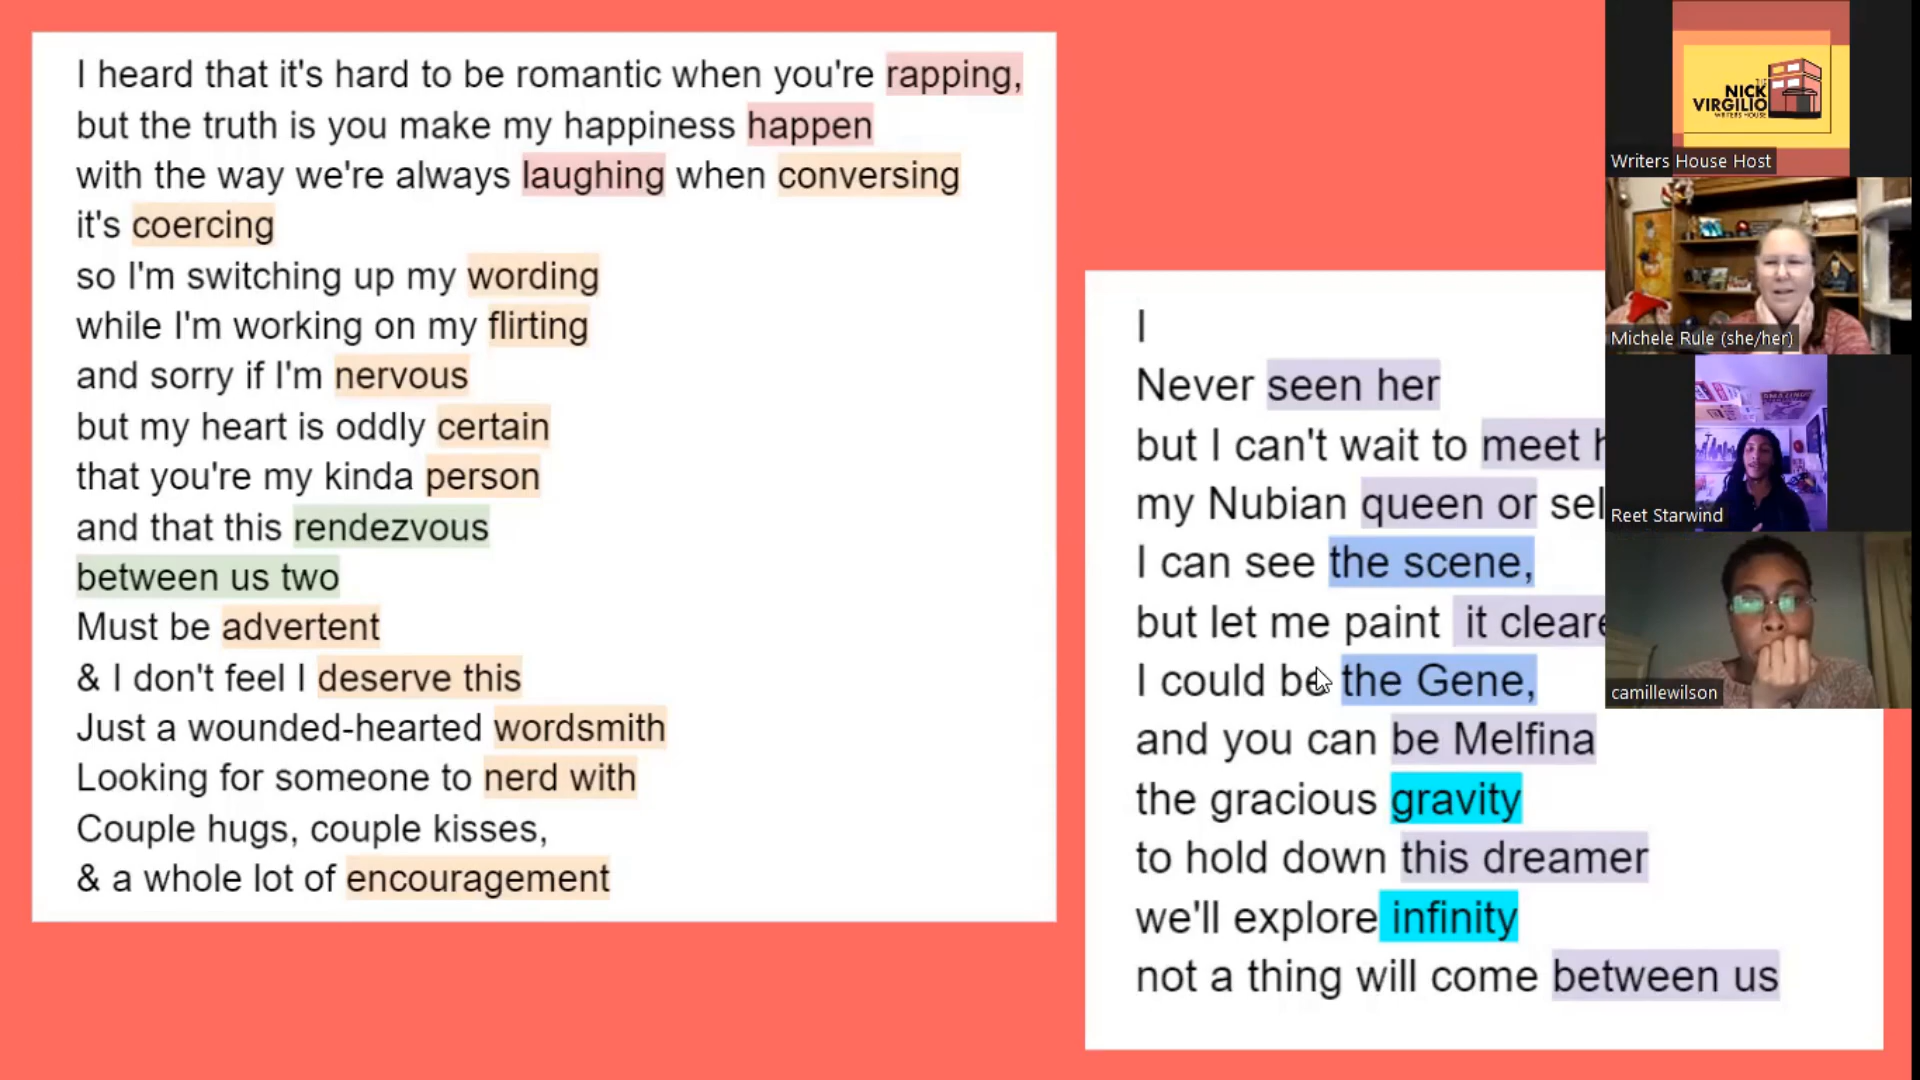 I heard that it's hard to be romantic when you're rapping,
but the truth is you make my happiness happen
with the way we're always laughing when conversing
it's coercing
so I'm switching up my wording
while I'm working on my flirting
and sorry if I'm nervous
but my heart is oddly certain
that you're my kinda person
and that this rendezvous
between us two
Must be advertent
& I don't feel I deserve this
Just a wounded-hearted wordsmith
Looking for someone to nerd with
Couple hugs, couple kisses,
& a whole lot of encouragement
I
Never seen her
but I can't wait to meet
my Nubian queen or
I can see the scene,
but let me paint it
I could be the Gene,
and you can be Melfina
the gracious gravity
to hold down this dreamer
we'll explore infinity
not a thing will come between us
NICK
VIRGILIO
WRITERS HOUSE
Writers House Host
Michele Rule (she/her)
AMAZING
Reet Starwind
camillewilson